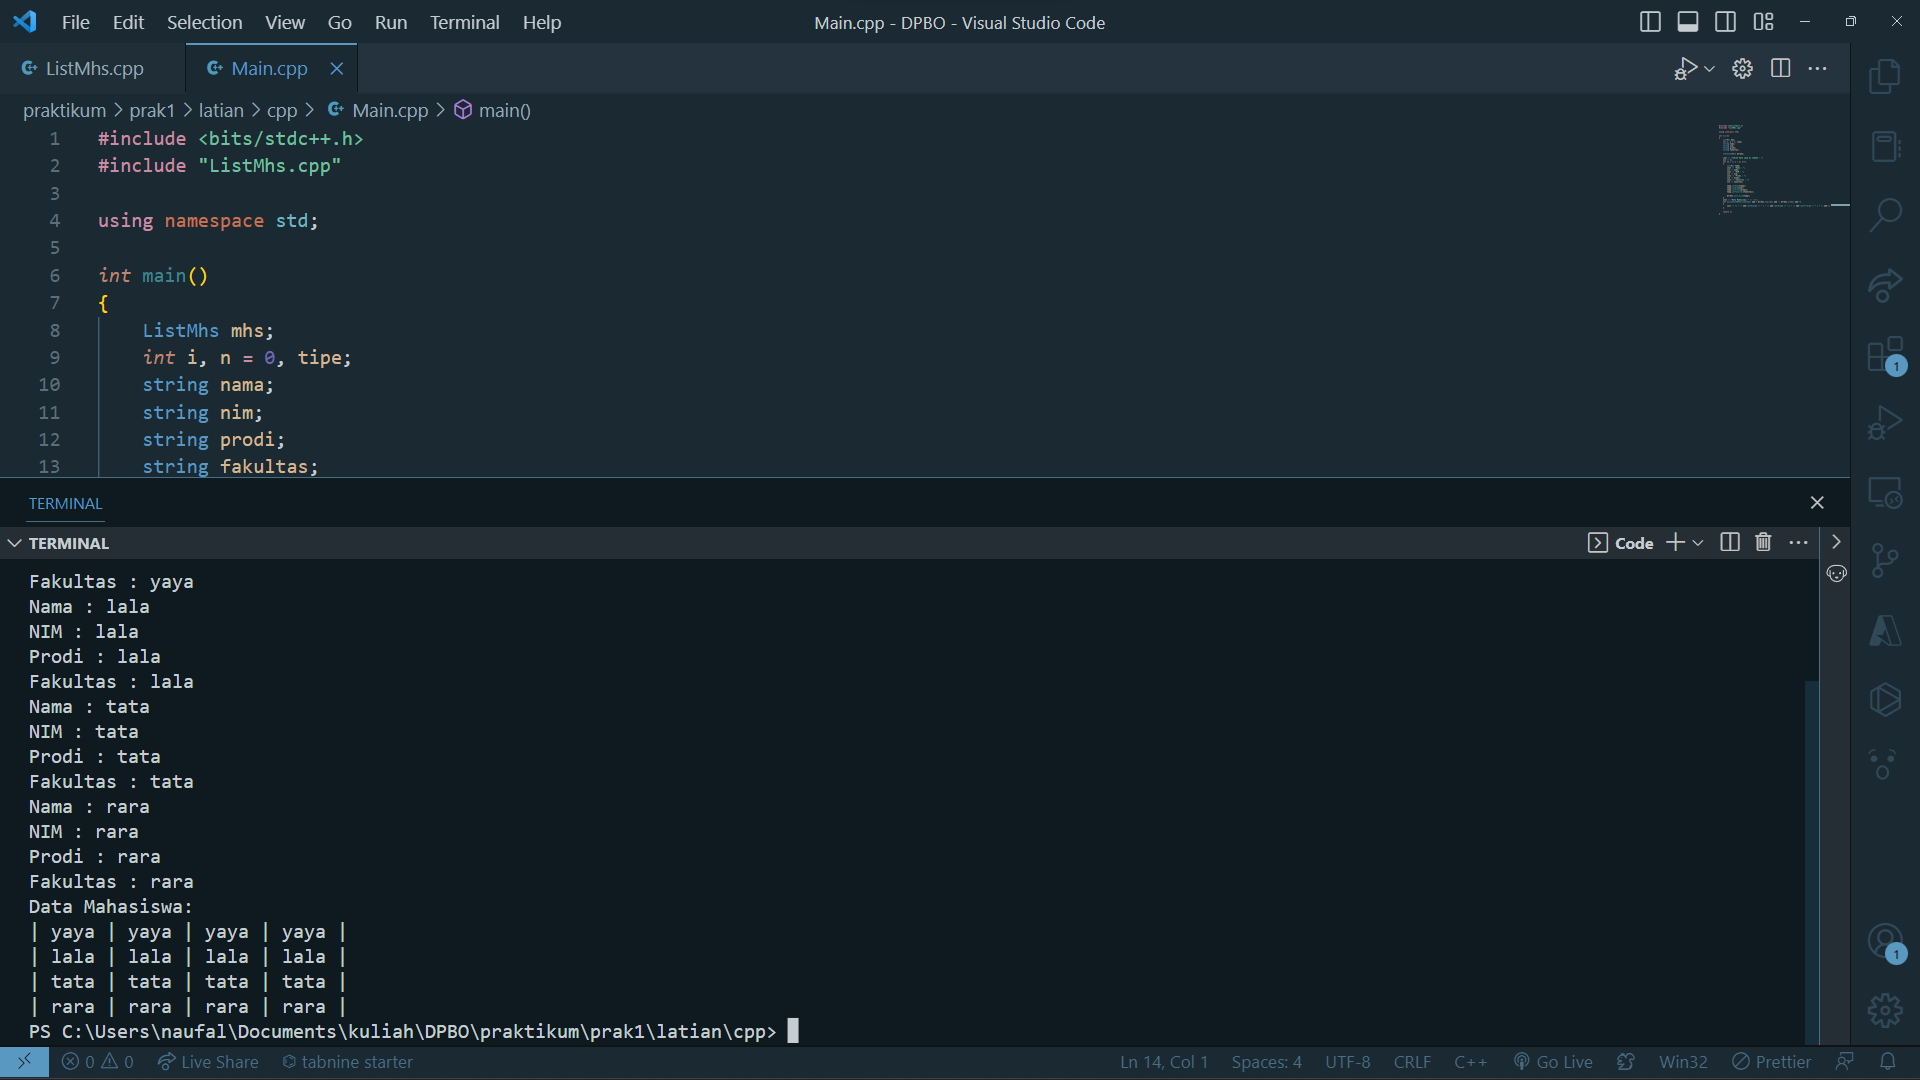 File Edit Selection View Go Run Terminal Help
Main.cpp - DPBO - Visual Studio Code
ListMhs.cpp
Main.cpp
praktikum > prak1 > latian > cpp > Main.cpp > main()
1 #include <bits/stdc++.h>
2 #include "ListMhs.cpp"
3
4 using namespace std;
5
6 int main()
7 {
8 ListMhs mhs;
9 int i, n = 0, tipe;
10 string nama;
11 string nim;
12 string prodi;
13 string fakultas;
TERMINAL
TERMINAL
Code
Fakultas : yaya
Nama : lala
NIM : lala
Prodi : lala
Fakultas : lala
Nama : tata
NIM : tata
Prodi : tata
Fakultas : tata
Nama : rara
NIM : rara
Prodi : rara
Fakultas : rara
Data Mahasiswa:
| yaya | yaya | yaya | yaya |
| lala | lala | lala | lala |
| tata | tata | tata | tata |
| rara | rara | rara | rara |
PS C:\Users\naufal\Documents\kuliah\DPBO\praktikum\prak1\latian\cpp>
1
1
0 0 Live Share tabnine starter
Ln 14, Col 1 Spaces: 4 UTF-8 CRLF C++ Go Live Win32 Prettier